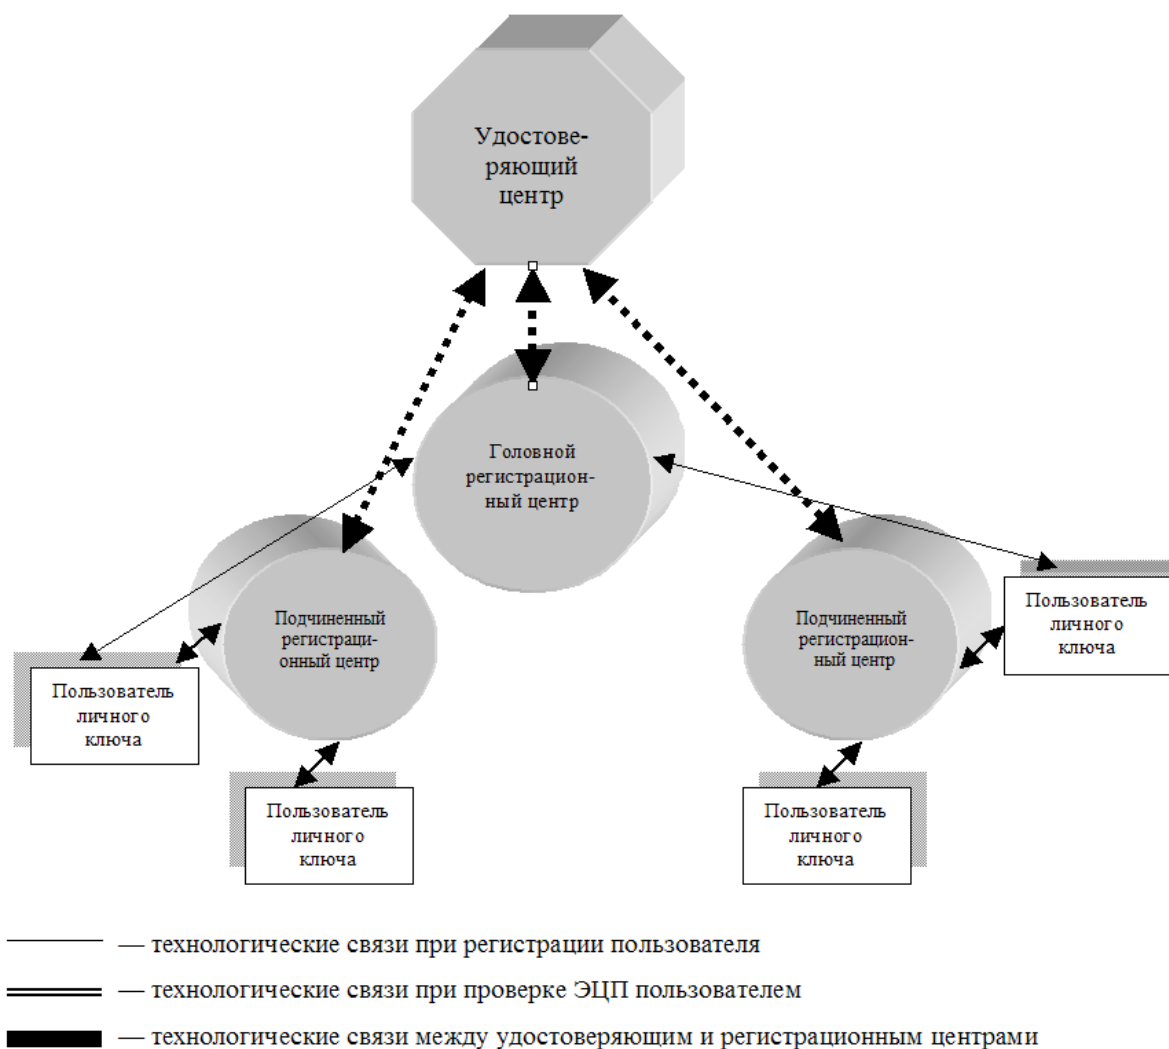 Удостове-
ряющий
центр
Головной
регистрацион-
ный центр
Подчиненный
регистраци-
онный центр
Подчиненный
регистрацион-
ный центр
Пользователь
личного
ключа
Пользователь
личного
ключа
Пользователь
личного
ключа
Пользователь
личного
ключа
— технологические связи при регистрации пользователя
— технологические связи при проверке ЭЦП пользователем
— технологические связи между удостоверяющим и регистрационным центрами